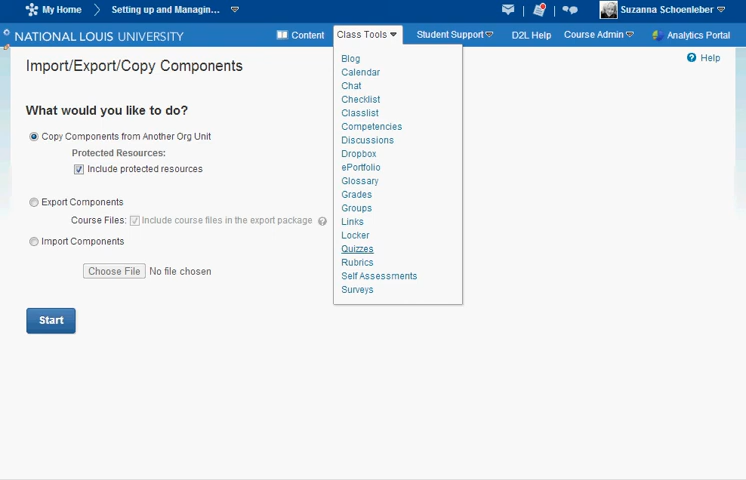 My Home
Setting up and Managin...
Suzanna Schoenleber
NATIONAL LOUIS UNIVERSITY
Content
Class Tools
Student Support
D2L Help
Course Admin
Analytics Portal
Import/Export/Copy Components
Help
What would you like to do?
Copy Components from Another Org Unit
Protected Resources:
Include protected resources
Export Components
Course Files:
Include course files in the export package
Import Components
Choose File No file chosen
Start
Blog
Calendar
Chat
Checklist
Classlist
Competencies
Discussions
Dropbox
ePortfolio
Glossary
Grades
Groups
Links
Locker
Quizzes
Rubrics
Self Assessments
Surveys